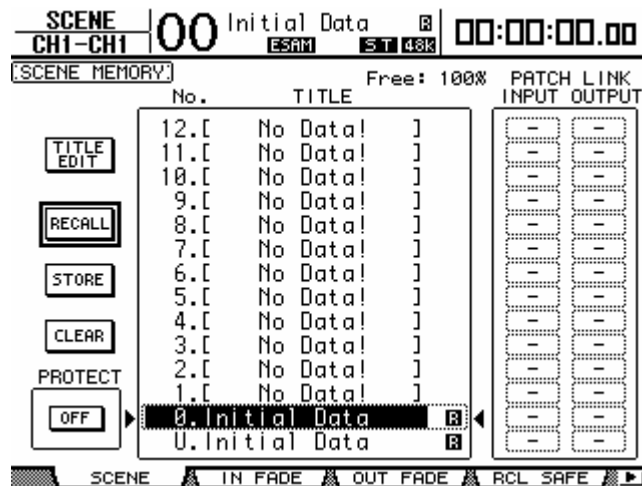 SCENE
CH1-CH1
00 Initial Data R
ESAM ST 48K
00:00:00.00
SCENE MEMORY
Free: 100%
PATCH LINK
No. TITLE
INPUT OUTPUT
12.[ No Data! ] - -
TITLE EDIT
11.[ No Data! ] - -
10.[ No Data! ] - -
9.[ No Data! ] - -
RECALL
8.[ No Data! ] - -
7.[ No Data! ] - -
STORE
6.[ No Data! ] - -
5.[ No Data! ] - -
CLEAR
4.[ No Data! ] - -
3.[ No Data! ] - -
PROTECT
2.[ No Data! ] - -
1.[ No Data! ] - -
OFF
0.Initial Data R - -
U.Initial Data R - -
SCENE IN FADE OUT FADE RCL SAFE